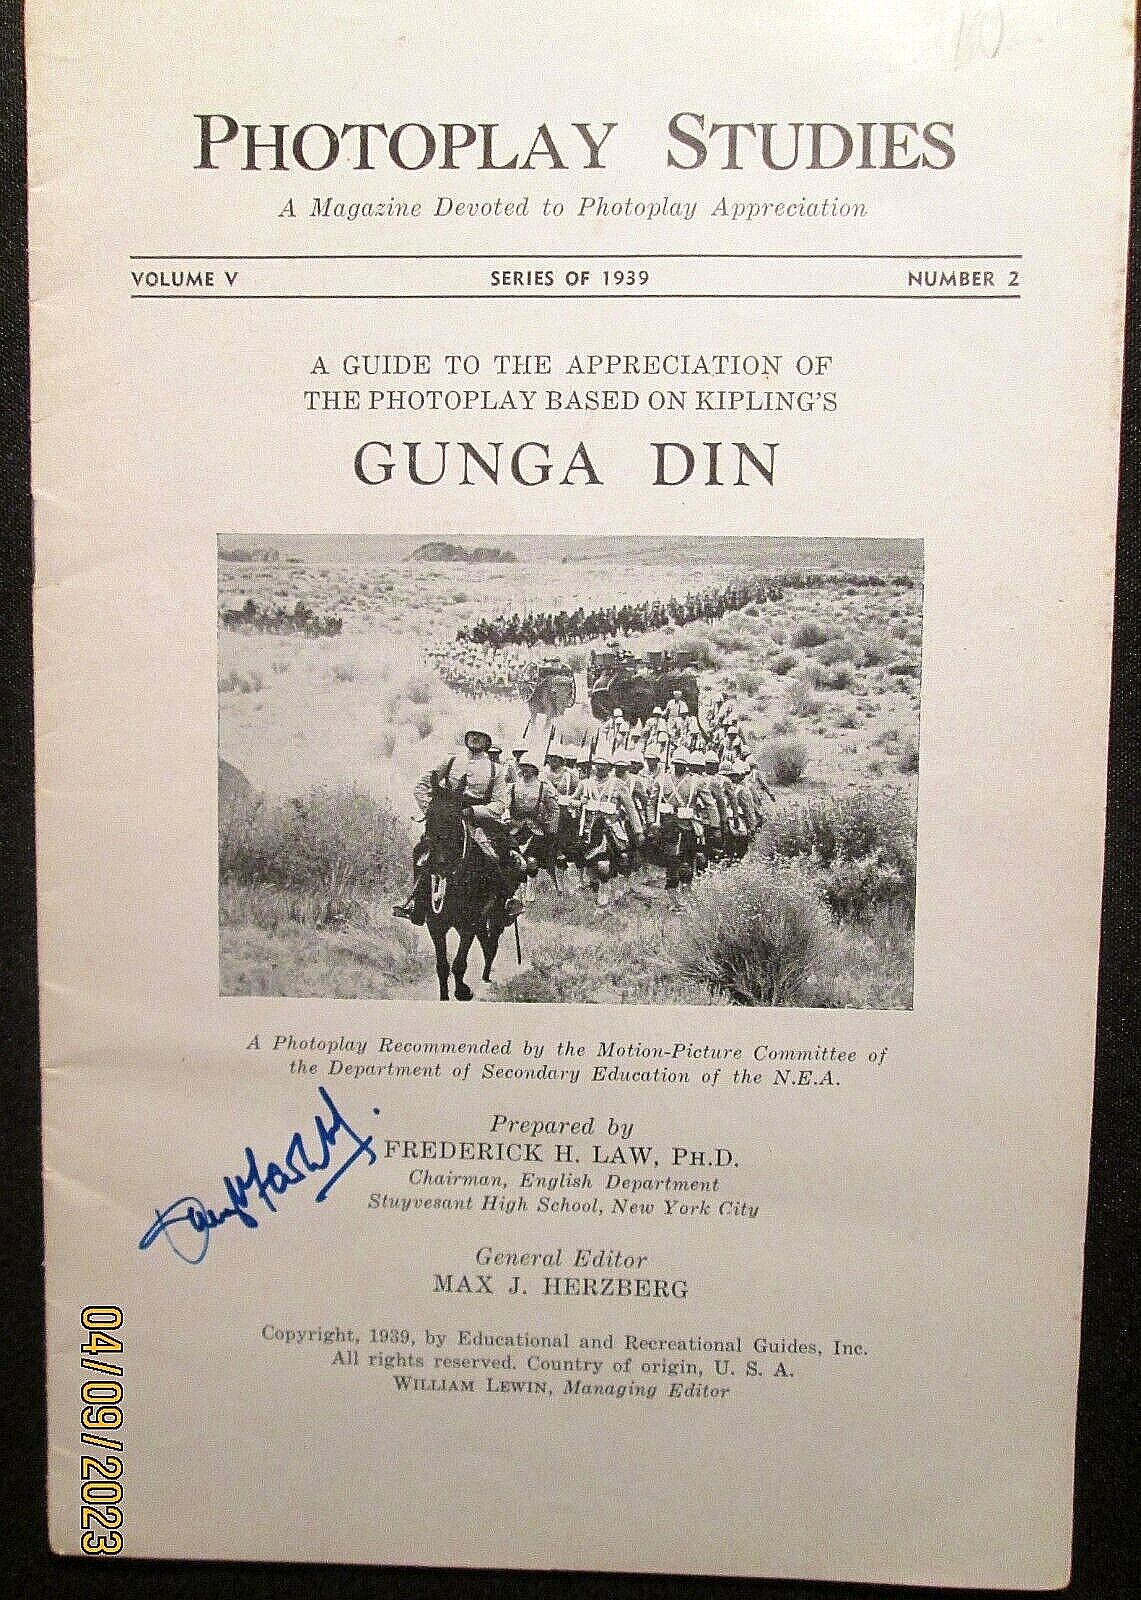 PHOTOPLAY STUDIES
A Magazine Devoted to Photoplay Appreciation
VOLUME V SERIES OF 1939 NUMBER 2
A GUIDE TO THE APPRECIATION OF
THE PHOTOPLAY BASED ON KIPLING'S
GUNGA DIN
A Photoplay Recommended by the Motion-Picture Committee of
the Department of Secondary Education of the N.E.A.
Prepared by
FREDERICK H. LAW, PH.D.
Chairman, English Department
Stuyvesant High School, New York City
General Editor
MAX J. HERZBERG
Copyright, 1939, by Educational and Recreational Guides, Inc.
All rights reserved. Country of origin, U. S. A.
WILLIAM LEWIN, Managing Editor
04/09/2023